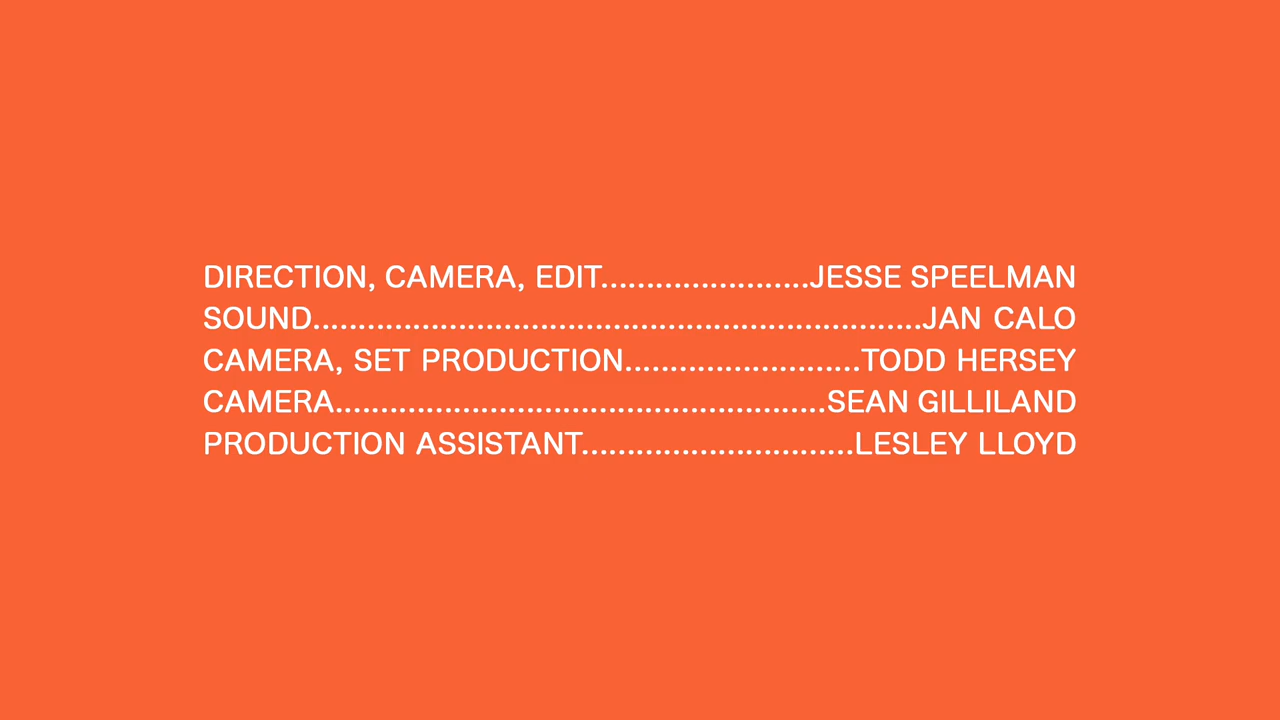 DIRECTION, CAMERA, EDIT.......................JESSE SPEELMAN
SOUND...................................................................JAN CALO
CAMERA, SET PRODUCTION..........................TODD HERSEY
CAMERA......................................................SEAN GILLILAND
PRODUCTION ASSISTANT..............................LESLEY LLOYD